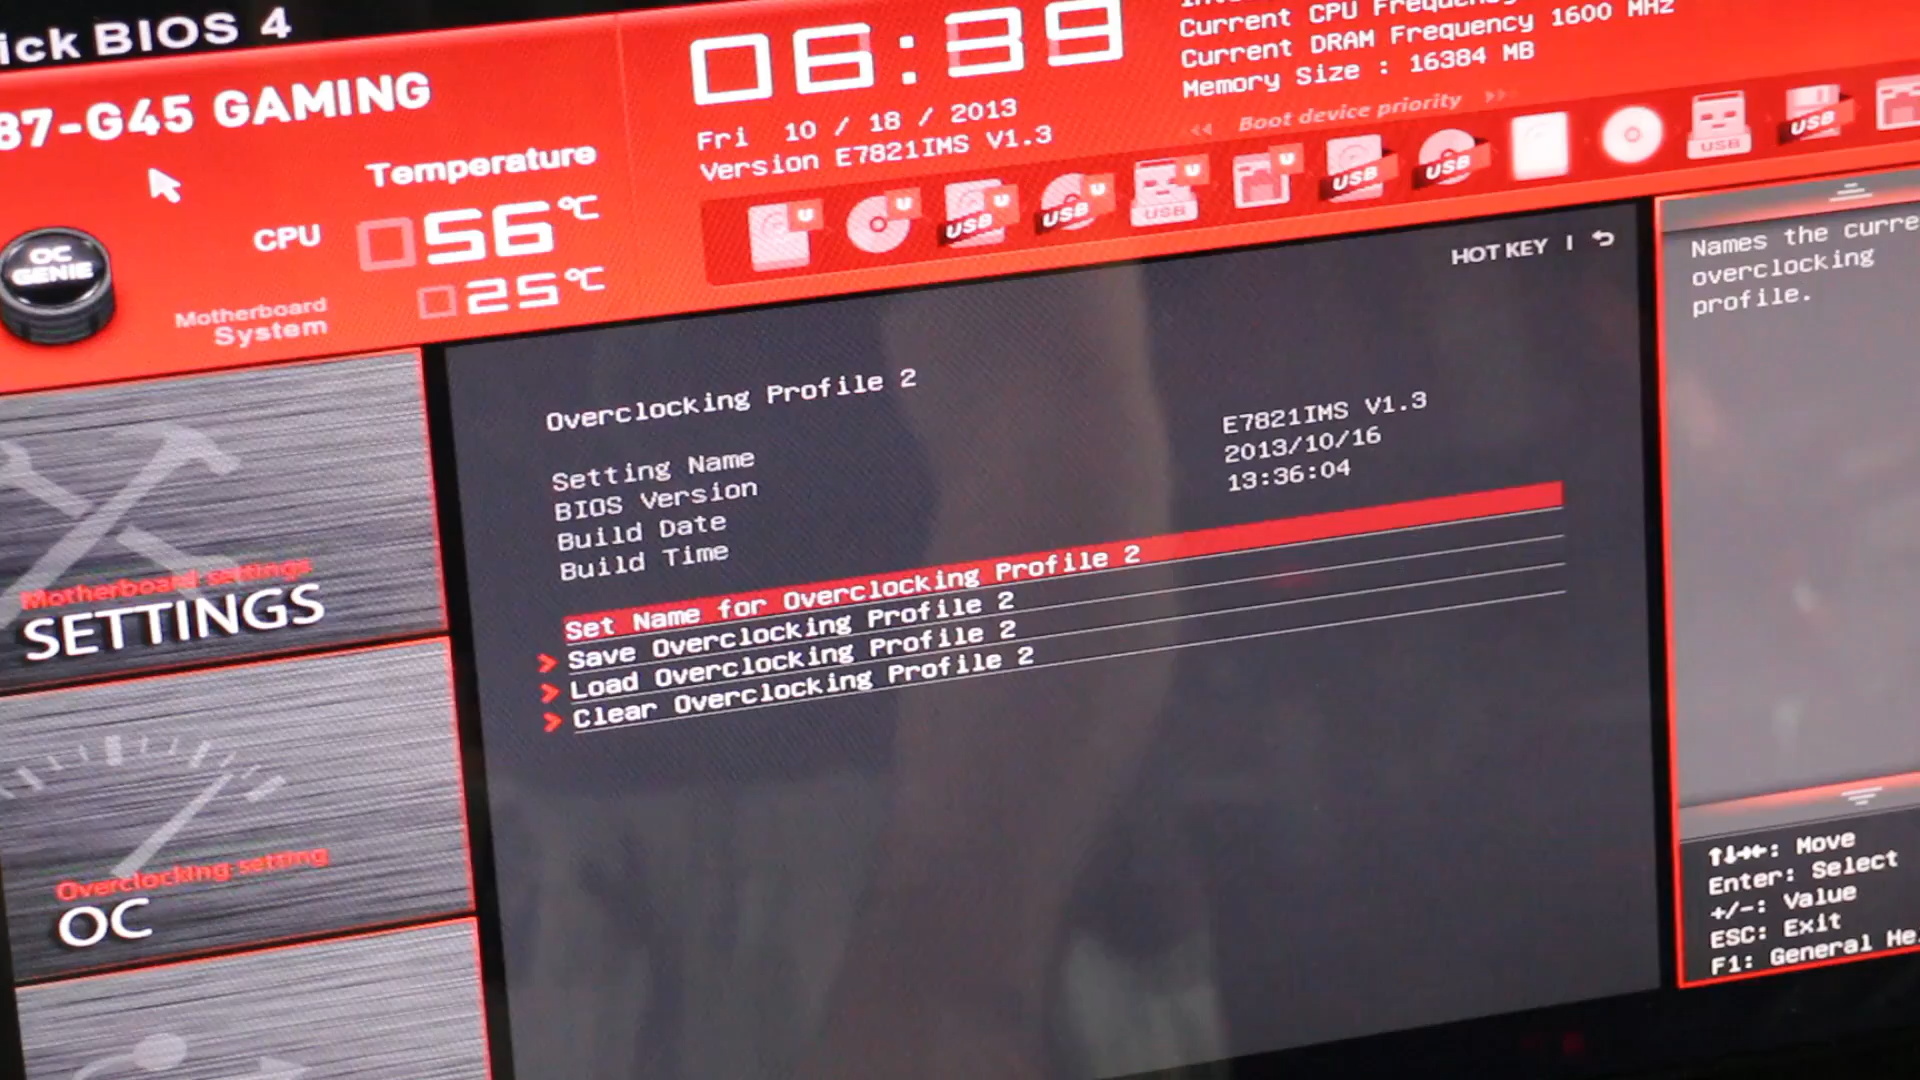 ick BIOS 4
87-G45 GAMING
06:39
Fri 10 / 18 / 2013
Version E7821IMS V1.3
Current CPU
Current DRAM Frequency 1600 MHz
Memory Size : 16384 MB
Boot device priority
Temperature
CPU 056°C
Motherboard
System 025°C
OC
GENIE
U
U
USB U
USB U
USB U
U
USB
USB
USB
USB
HOT KEY
Names the curre
overclocking
profile.
Overclocking Profile 2
Setting Name
BIOS Version E7821IMS V1.3
Build Date 2013/10/16
Build Time 13:36:04
Set Name for Overclocking Profile 2
> Save Overclocking Profile 2
> Load Overclocking Profile 2
> Clear Overclocking Profile 2
Motherboard settings
SETTINGS
Overclocking setting
OC
↑↓→←: Move
Enter: Select
+/-: Value
ESC: Exit
F1: General He